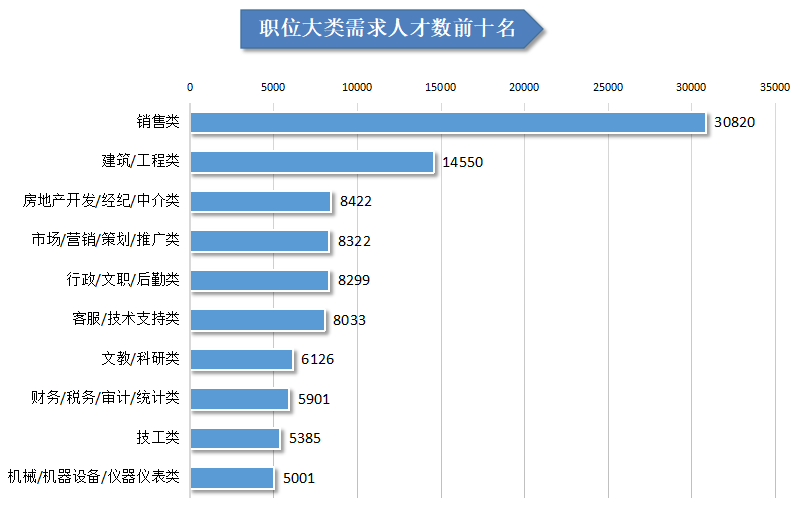 职位大类需求人才数前十名
0 5000 10000 15000 20000 25000 30000 35000
销售类 30820
建筑/工程类 14550
房地产开发/经纪/中介类 8422
市场/营销/策划/推广类 8322
行政/文职/后勤类 8299
客服/技术支持类 8033
文教/科研类 6126
财务/税务/审计/统计类 5901
技工类 5385
机械/机器设备/仪器仪表类 5001